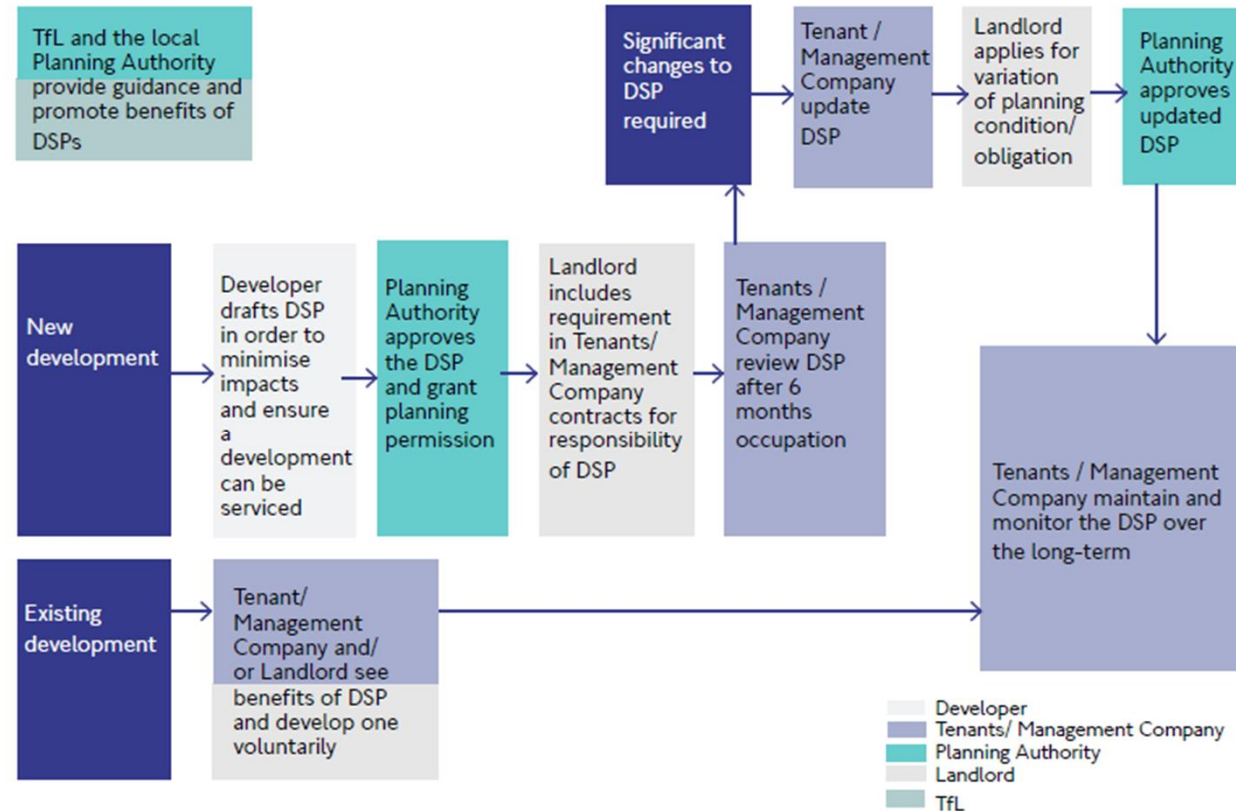 TfL and the local
Planning Authority
provide guidance and
promote benefits of
DSPs
Significant
changes to
DSP
required
Tenant /
Management
Company
update
DSP
Landlord
applies for
variation
of planning
condition/
obligation
Planning
Authority
approves
updated
DSP
New
development
Developer
drafts DSP
in order to
minimise
impacts
and ensure
a
development
can be
serviced
Planning
Authority
approves
the DSP
and grant
planning
permission
Landlord
includes
requirement
in Tenants/
Management
Company
contracts for
responsibility
of DSP
Tenants /
Management
Company
review DSP
after 6
months
occupation
Tenants / Management
Company maintain and
monitor the DSP over
the long-term
Existing
development
Tenant/
Management
Company and/
or Landlord see
benefits of DSP
and develop one
voluntarily
Developer
Tenants/ Management Company
Planning Authority
Landlord
TfL